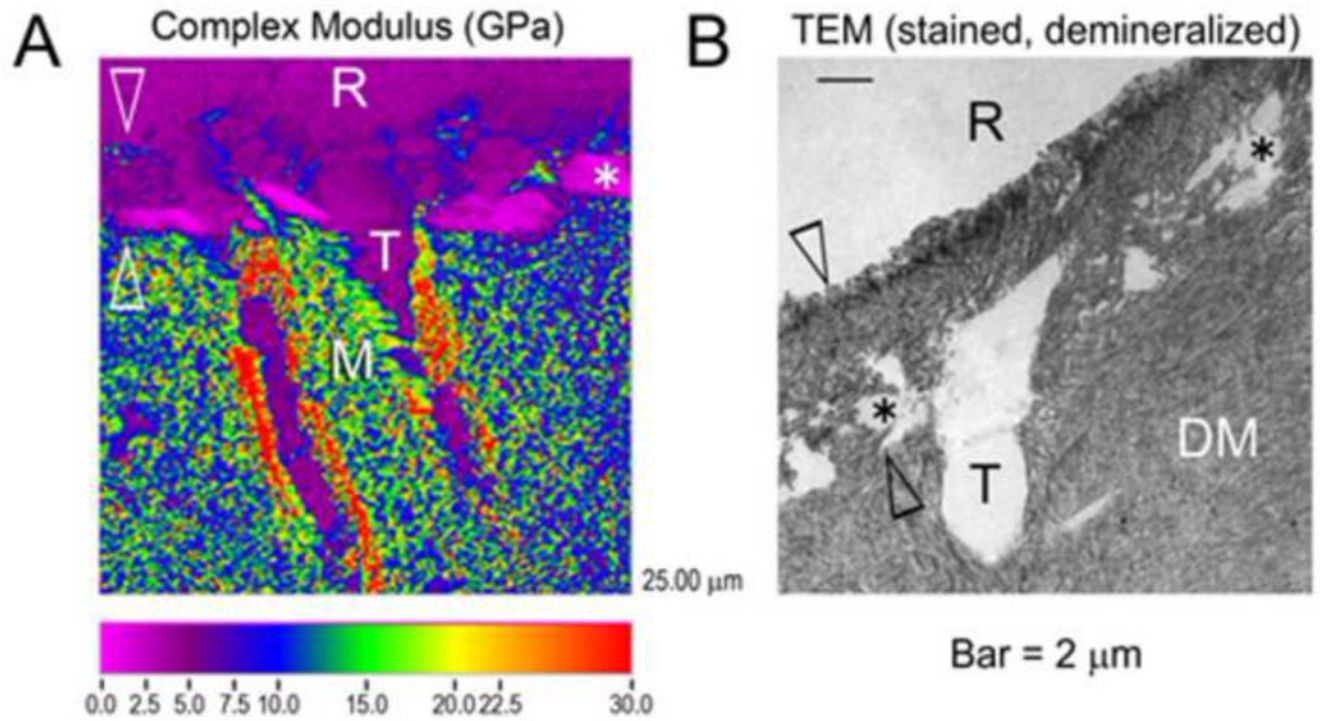 A
Complex Modulus (GPa)
R
*
T
M
25.00 µm
0.0 2.5 5.0 7.5 10.0 15.0 20.0 22.5 30.0
B
TEM (stained, demineralized)
R
*
*
DM
T
Bar = 2 µm